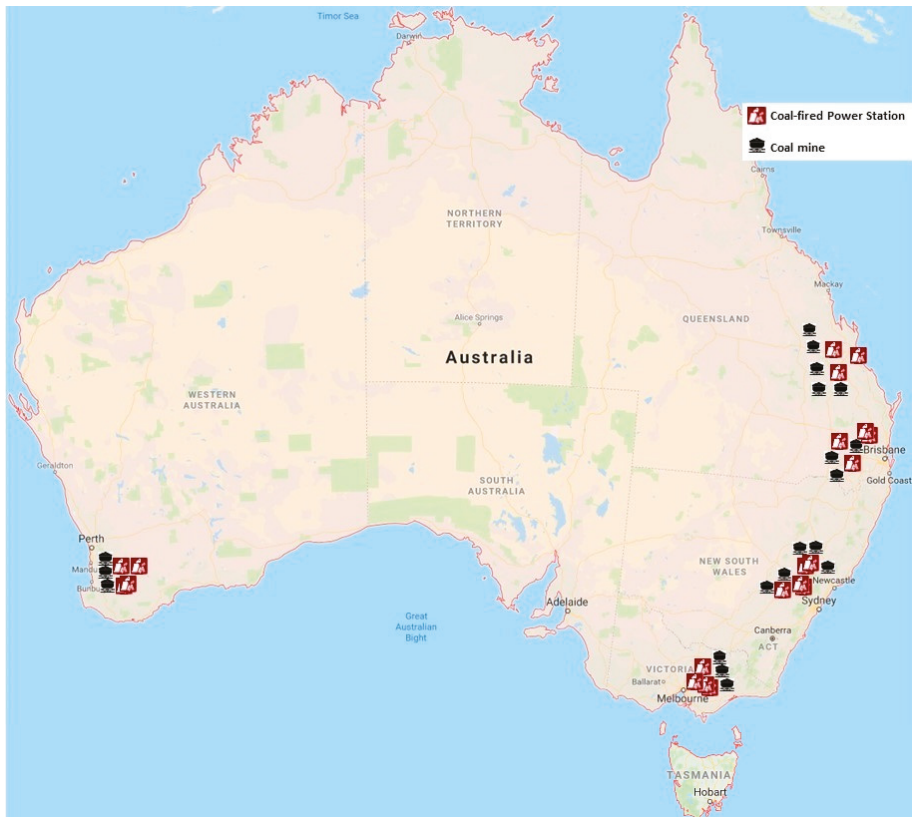 Timor Sea
Darwin
Coal-fired Power Station
Coal mine
Cairns
NORTHERN
TERRITORY
Townsville
Mackay
Alice Springs
QUEENSLAND
Australia
WESTERN
AUSTRALIA
Brisbane
Geraldton
SOUTH
AUSTRALIA
Gold Coast
Perth
Mandu
NEW SOUTH
WALES
Bunbu
Newcastle
Adelaide
Sydney
Great
Australian
Bight
Canberra
ACT
VICTORIA
Ballarat
Melbourne
TASMANIA
Hobart